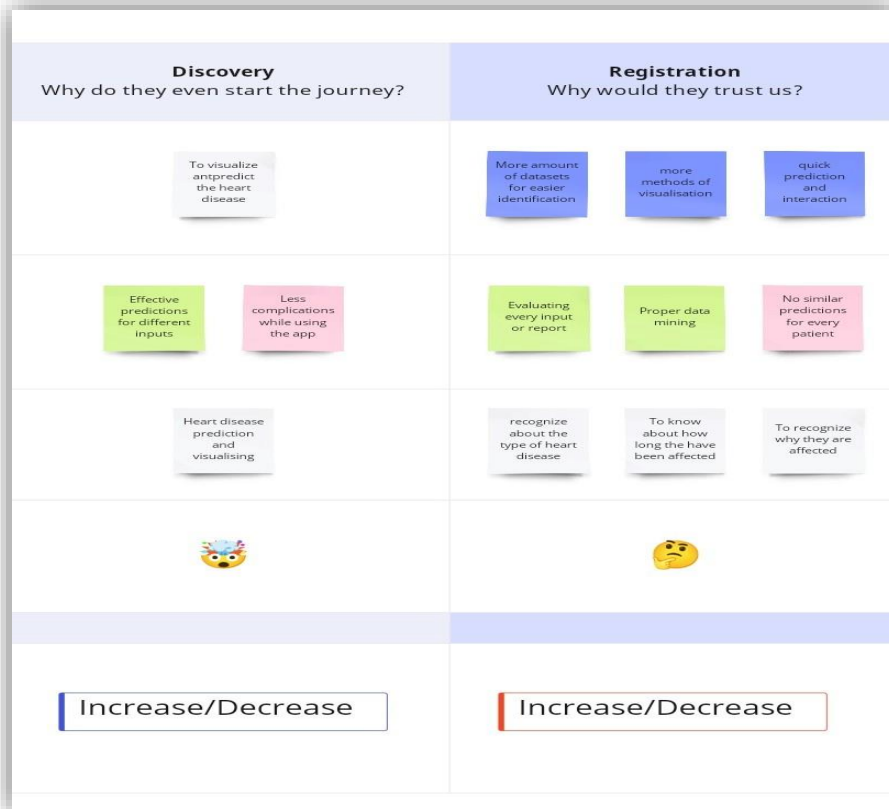 Discovery
Why do they even start the journey?
Registration
Why would they trust us?
To visualize
antpredict
the heart
disease
More amount
of datasets
for easier
identification
more
methods of
visualisation
quick
prediction
and
interaction
Effective
predictions
for different
inputs
Less
complications
while using
the app
Evaluating
every input
or report
Proper data
mining
No similar
predictions
for every
patient
Heart disease
prediction
and
visualising
recognize
about the
type of heart
disease
To know
about how
long the have
been affected
To recognize
why they are
affected
Increase/Decrease
Increase/Decrease